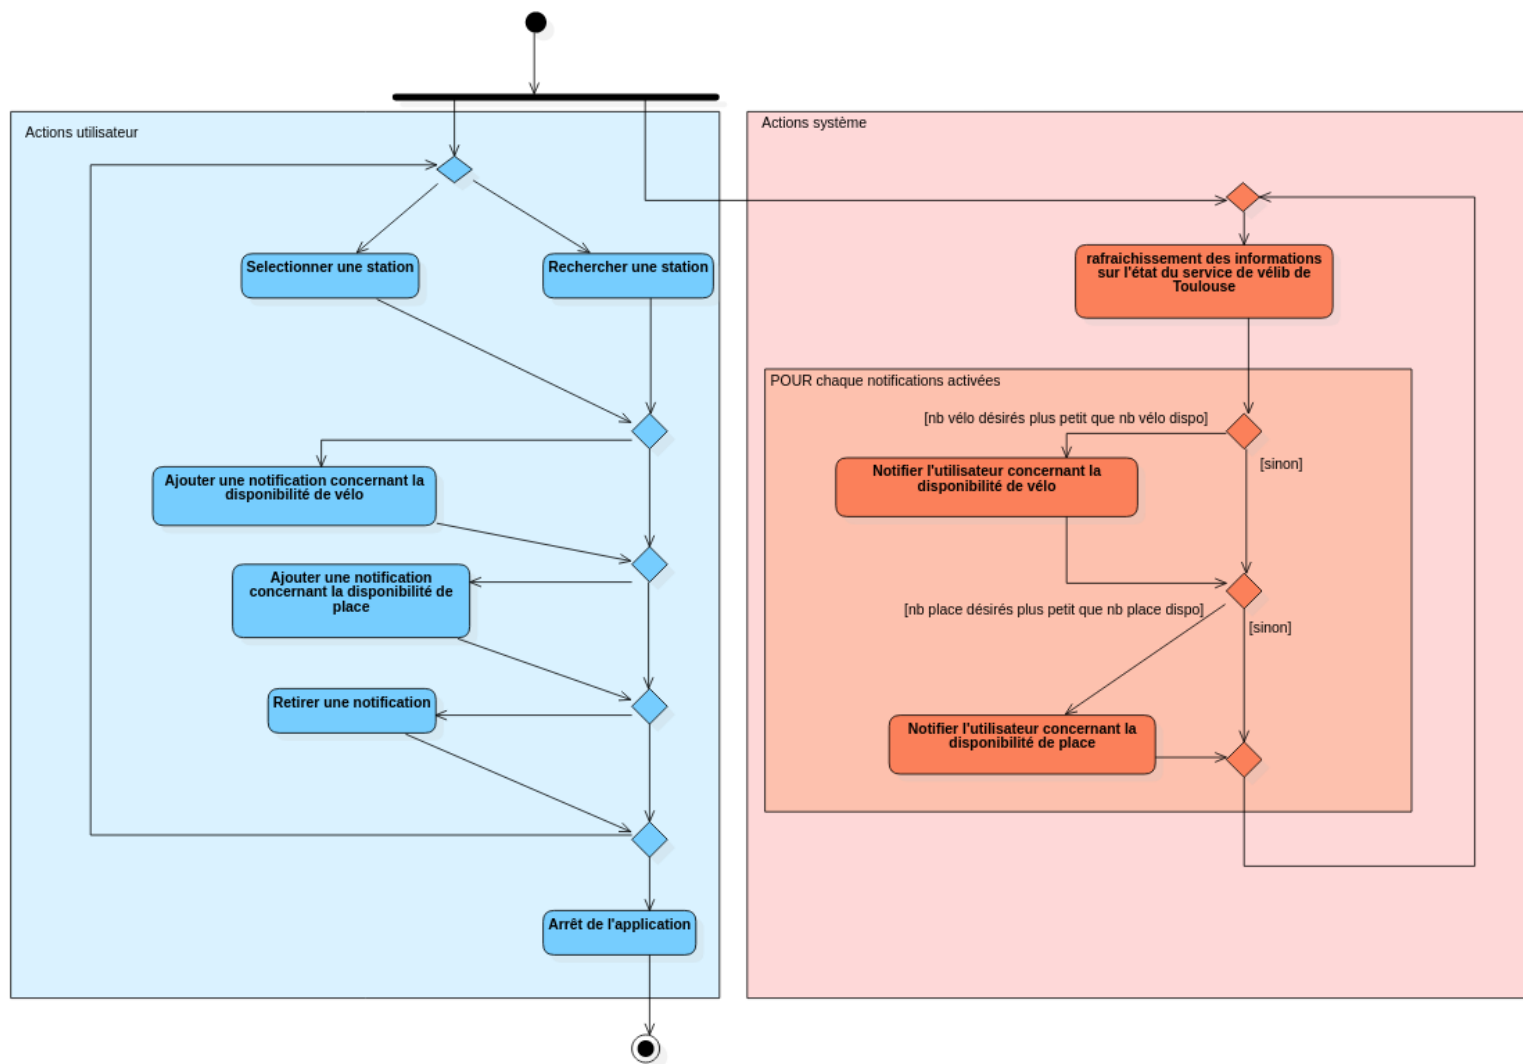 Actions utilisateur
Selectionner une station
Rechercher une station
Ajouter une notification concernant la
disponibilité de vélo
Ajouter une notification
concernant la disponibilité de
place
Retirer une notification
Arrêt de l'application
Actions système
rafraichissement des informations
sur l'état du service de vélib de
Toulouse
POUR chaque notifications activées
[nb vélo désirés plus petit que nb vélo dispo]
[sinon]
Notifier l'utilisateur concernant la
disponibilité de vélo
[nb place désirés plus petit que nb place dispo]
[sinon]
Notifier l'utilisateur concernant la
disponibilité de place